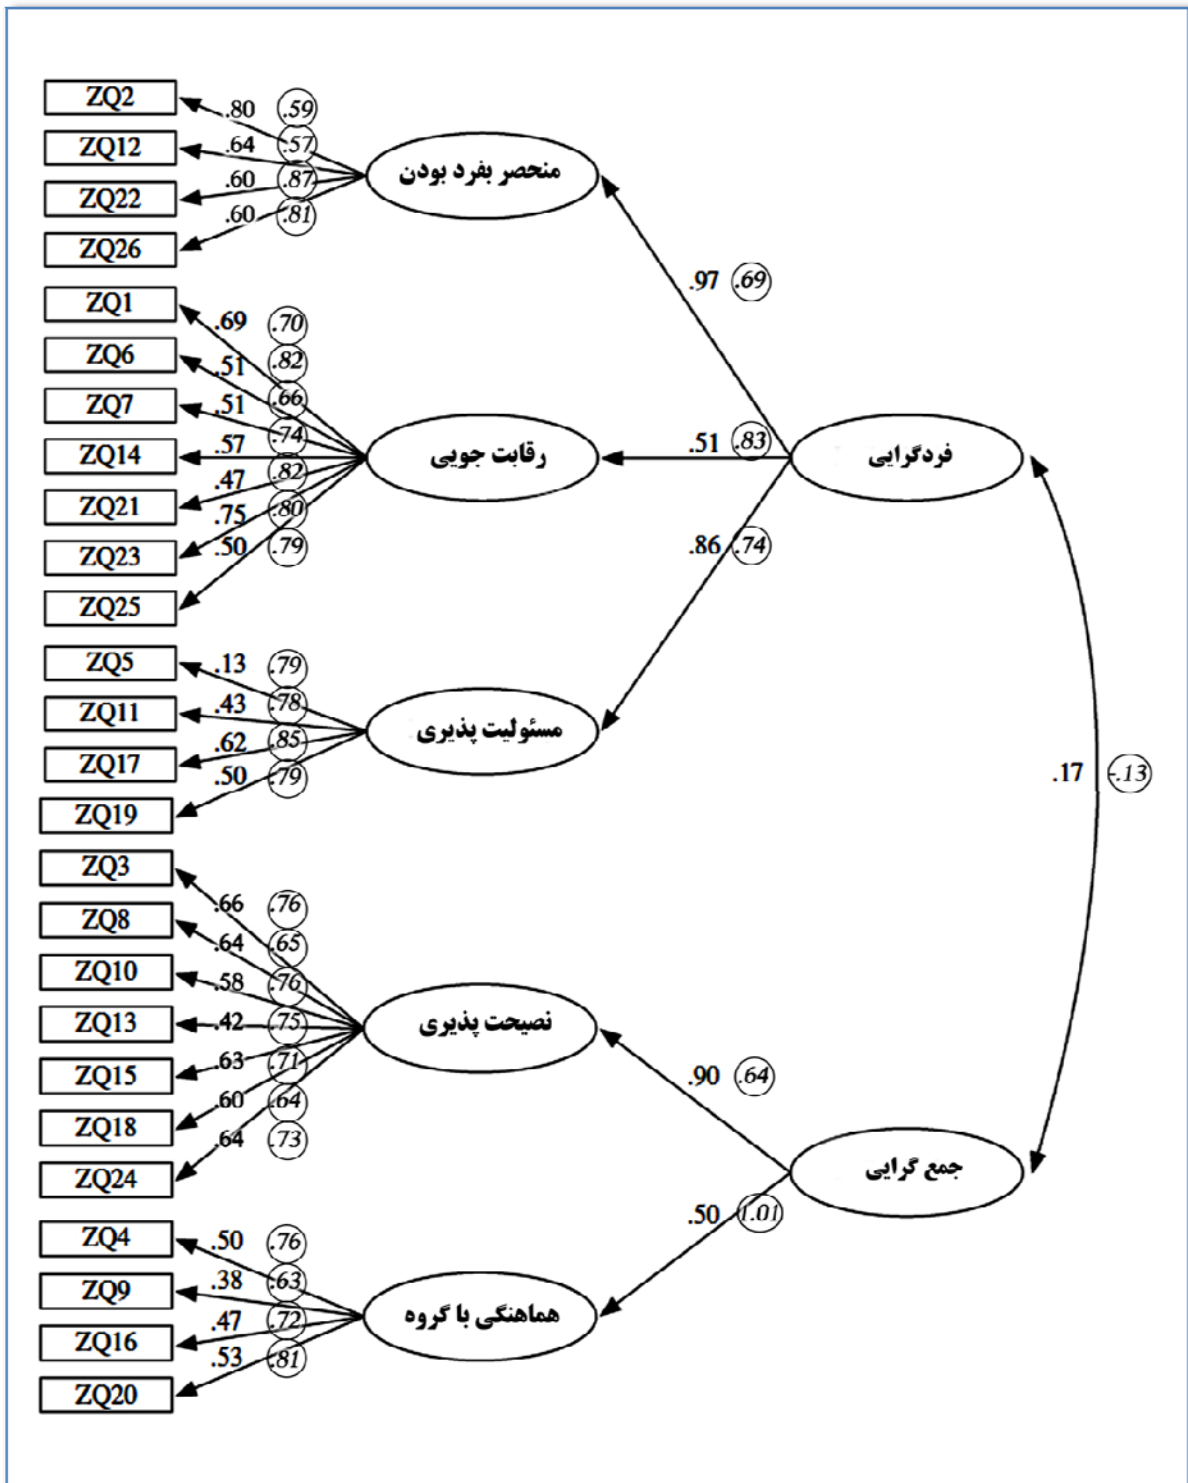 ZQ2
.80 .59
ZQ12
.64 .57
ZQ22
.60 .87
ZQ26
.60 .81
منحصر بفرد بودن
ZQ1
.69 .70
ZQ6
.51 .82
ZQ7
.51 .66
ZQ14
.57 .74
ZQ21
.47 .82
ZQ23
.75 .80
ZQ25
.50 .79
رقابت جویی
ZQ5
.13 .79
ZQ11
.43 .78
ZQ17
.62 .85
ZQ19
.50 .79
مسئولیت پذیری
.97 .69
.51 .83
.86 .74
فردگرایی
ZQ3
.66 .76
ZQ8
.64 .65
ZQ10
.58 .76
ZQ13
.42 .75
ZQ15
.63 .71
ZQ18
.60 .64
ZQ24
.64 .73
نصیحت پذیری
ZQ4
.50 .76
ZQ9
.38 .63
ZQ16
.47 .72
ZQ20
.53 .81
هماهنگی با گروه
.90 .64
.50 1.01
جمع گرایی
.17 -.13